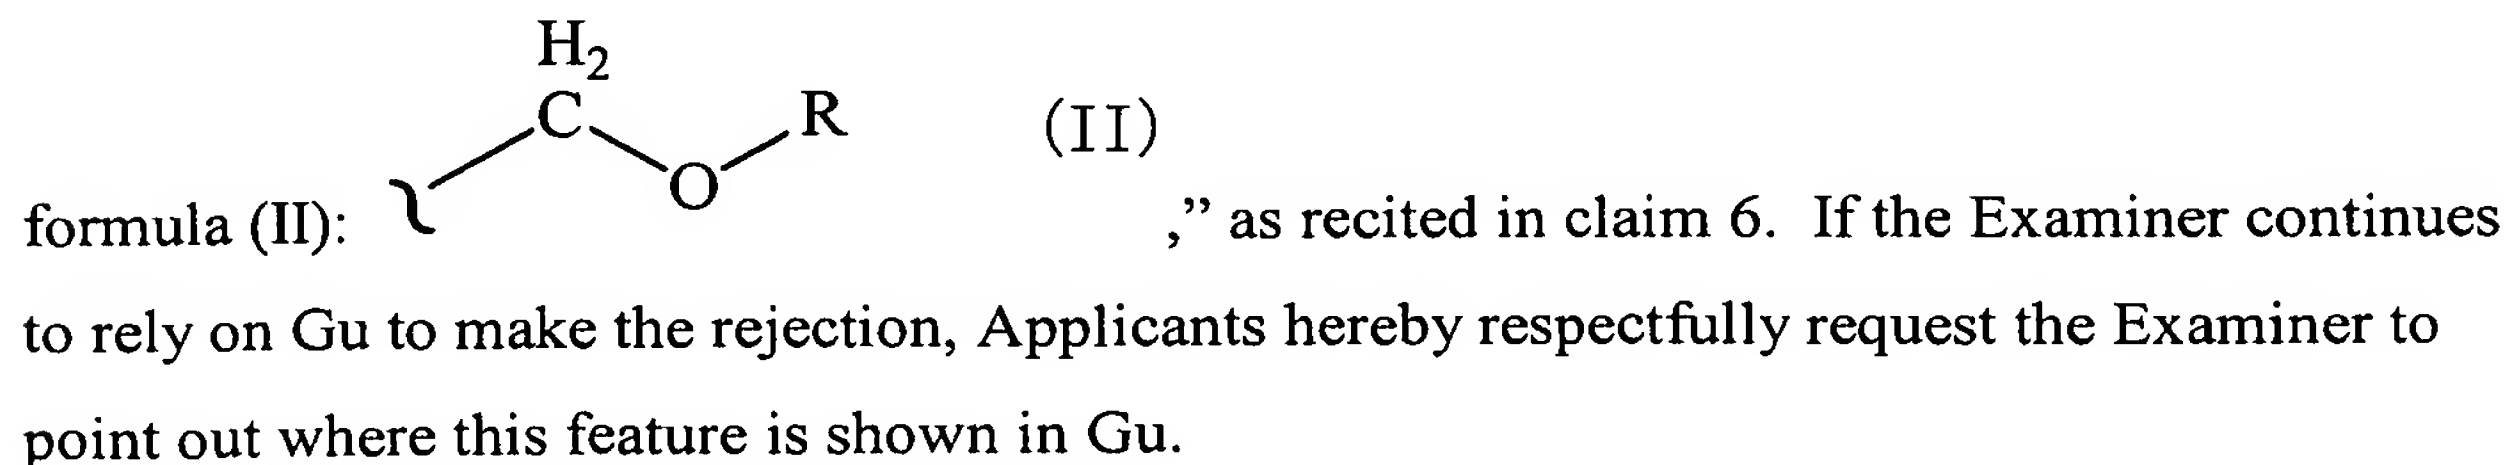 H2
C
R
(II)
O
formula (II): ,” as recited in claim 6. If the Examiner continues
to rely on Gu to make the rejection, Applicants hereby respectfully request the Examiner to
point out where this feature is shown in Gu.